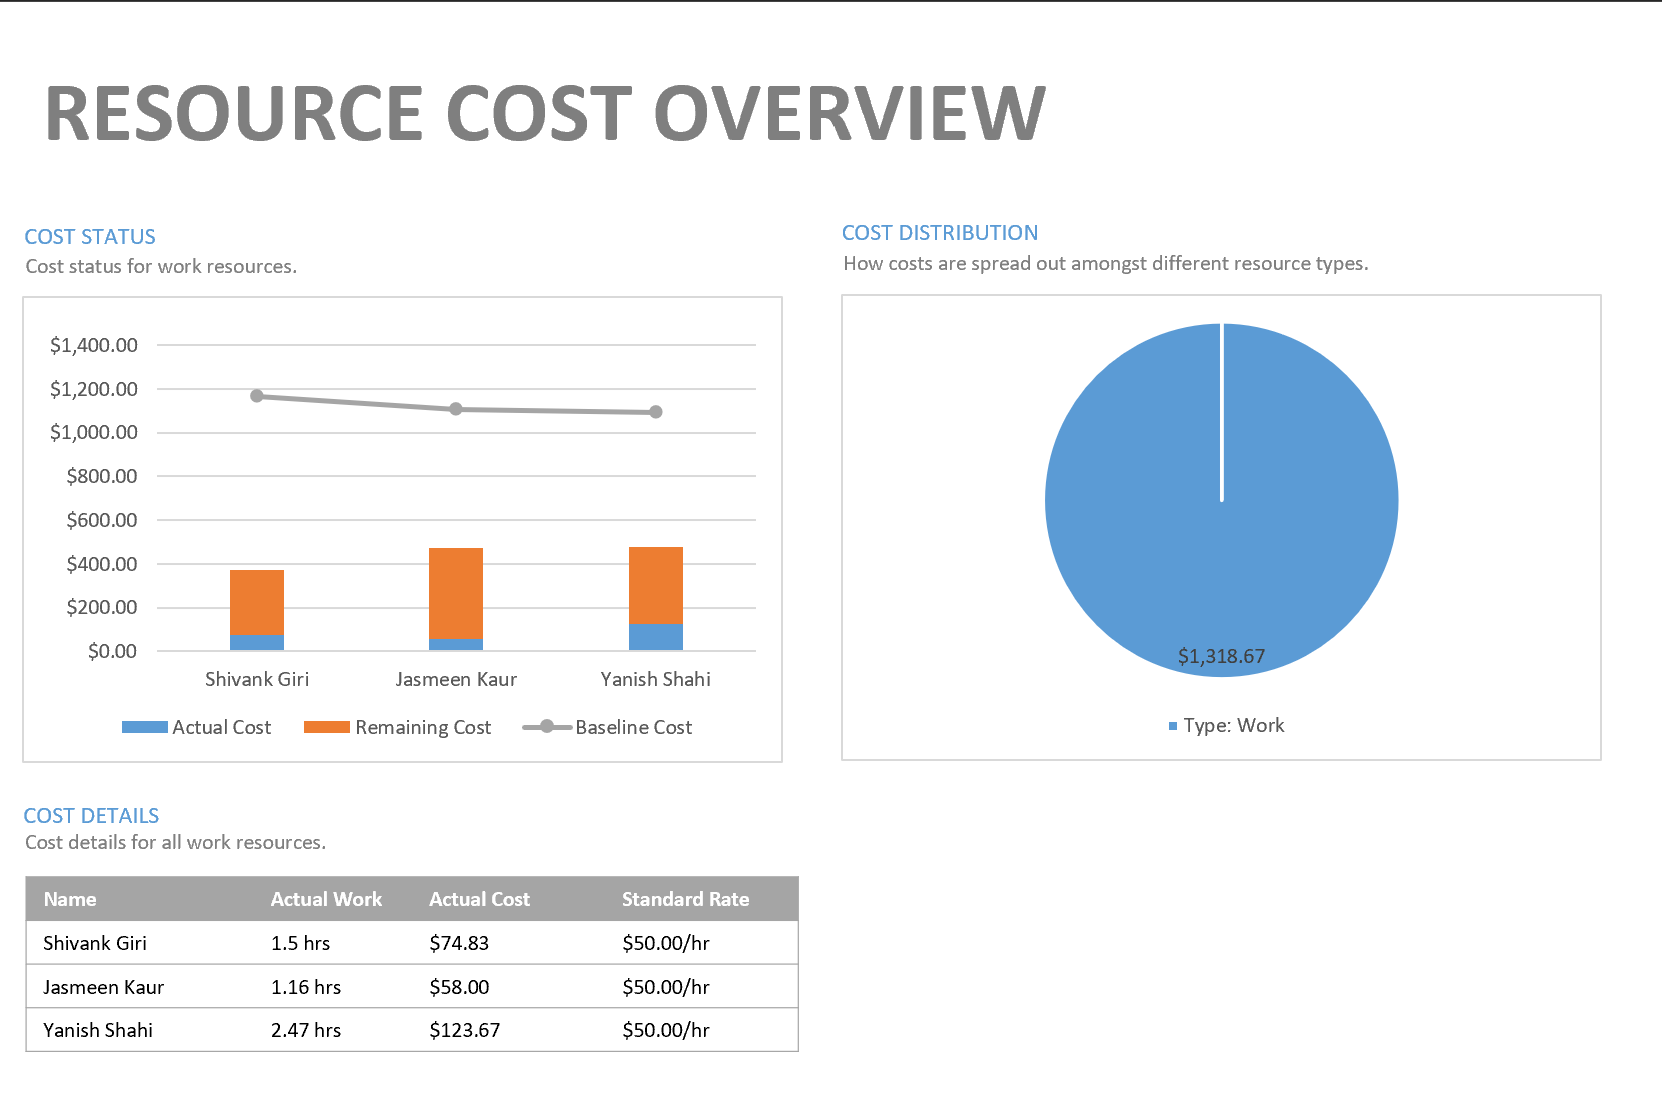 RESOURCE COST OVERVIEW
COST STATUS
Cost status for work resources.
$1,400.00
$1,200.00
$1,000.00
$800.00
$600.00
$400.00
$200.00
$0.00
Shivank Giri Jasmeen Kaur Yanish Shahi
Actual Cost Remaining Cost Baseline Cost
COST DISTRIBUTION
How costs are spread out amongst different resource types.
$1,318.67
Type: Work
COST DETAILS
Cost details for all work resources.
Name Actual Work Actual Cost Standard Rate
Shivank Giri 1.5 hrs $74.83 $50.00/hr
Jasmeen Kaur 1.16 hrs $58.00 $50.00/hr
Yanish Shahi 2.47 hrs $123.67 $50.00/hr